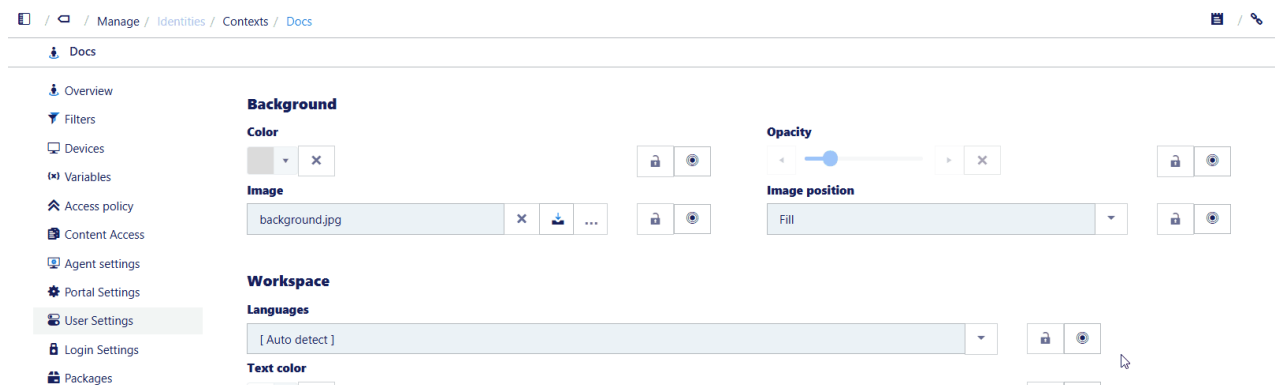 / / Manage / Identities / Contexts / Docs /
Docs
Overview
Filters
Devices
Variables
Access policy
Content Access
Agent settings
Portal Settings
User Settings
Login Settings
Packages
Background
Color
Opacity
Image
Image position
background.jpg
...
Fill
Workspace
Languages
[ Auto detect ]
Text color